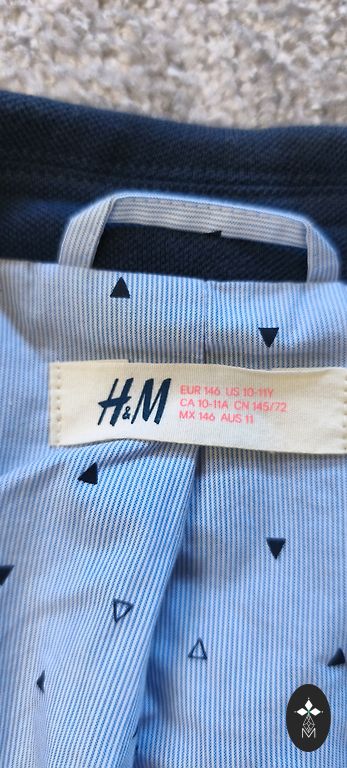 H&M
EUR 146 US 10-11Y
CA 10-11A CN 145/72
MX 146 AUS 11